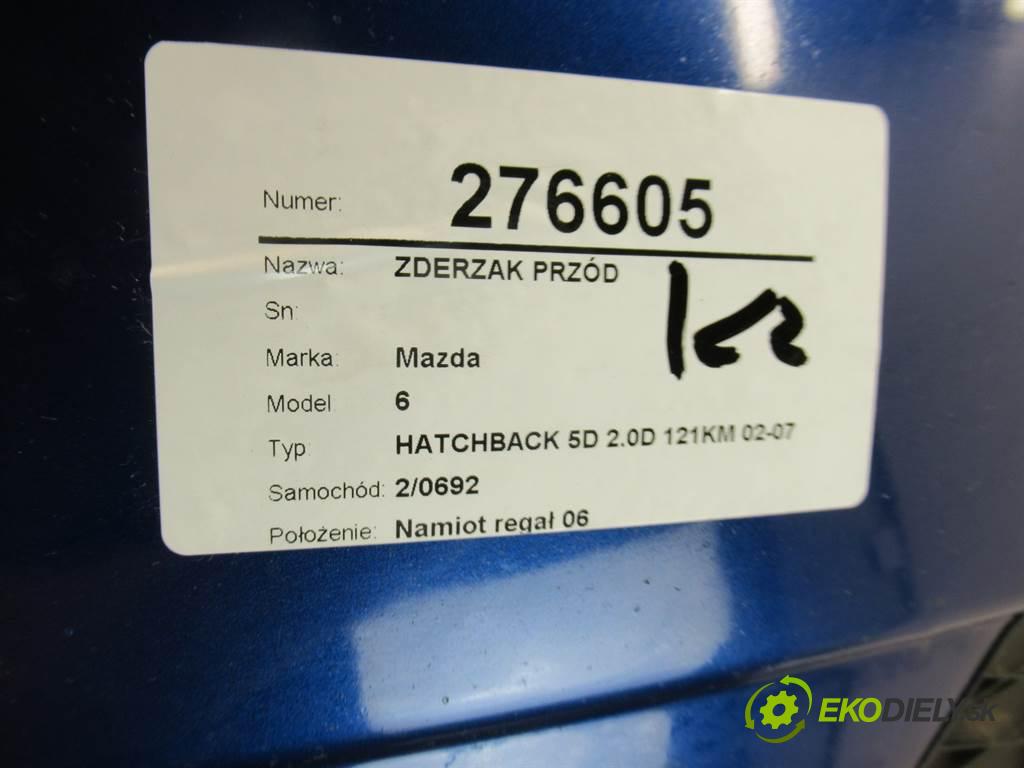 Numer: 276605
Nazwa: ZDERZAK PRZÓD
Sn:
Marka: Mazda
Model 6
Typ: HATCHBACK 5D 2.0D 121KM 02-07
Samochód: 2/0692
Położenie: Namiot regał 06
EKODIELY.SK